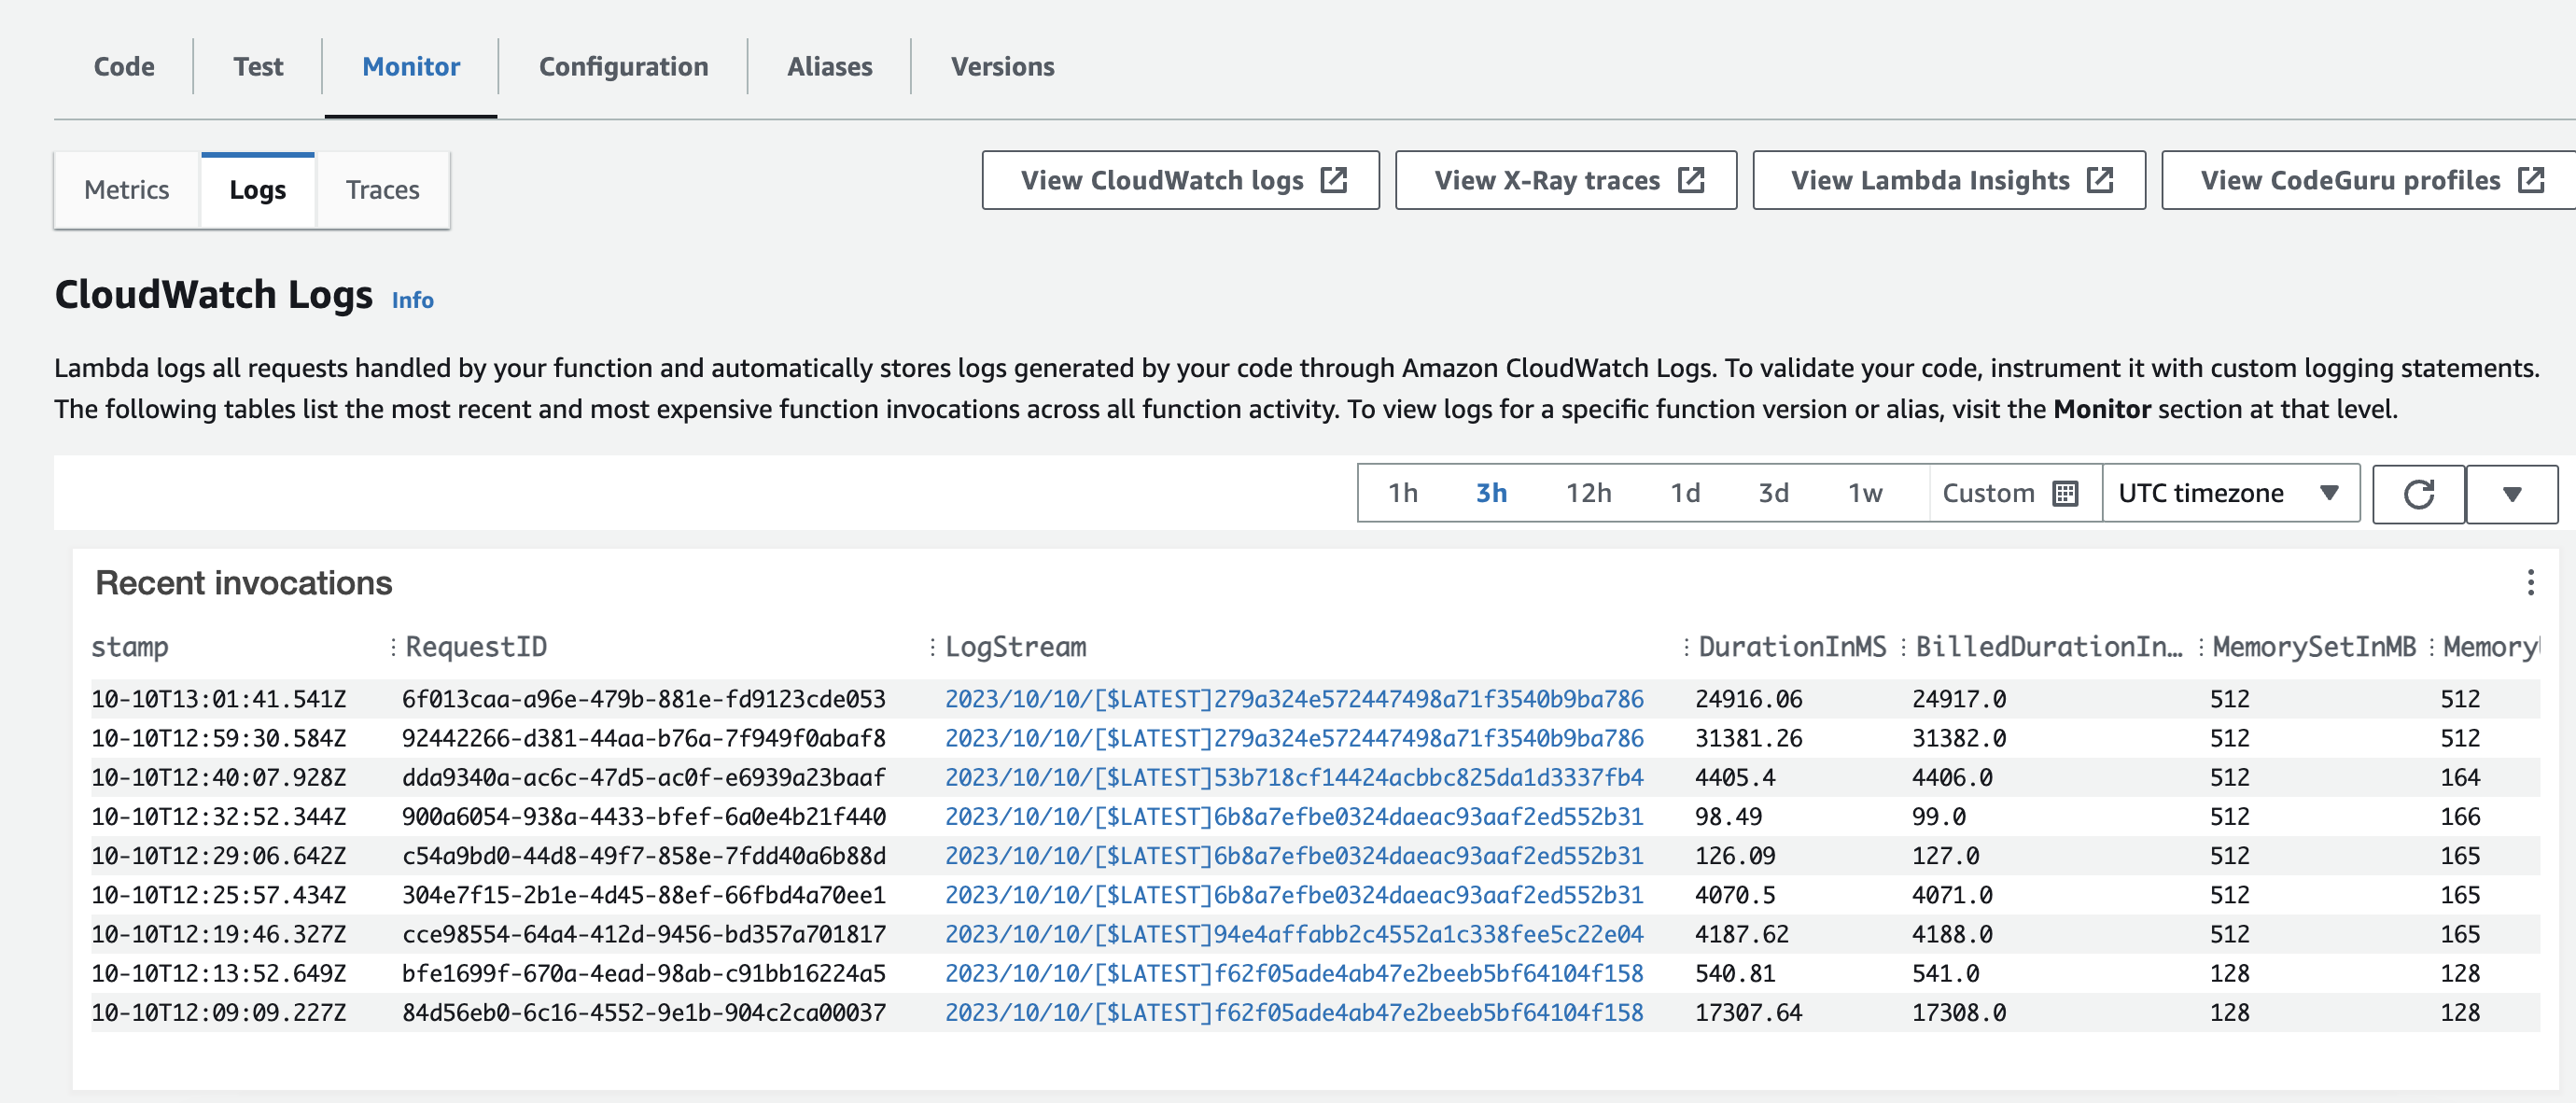 Code Test Monitor Configuration Aliases Versions
Metrics Logs Traces View CloudWatch logs View X-Ray traces View Lambda Insights View CodeGuru profiles
CloudWatch Logs Info
Lambda logs all requests handled by your function and automatically stores logs generated by your code through Amazon CloudWatch Logs. To validate your code, instrument it with custom logging statements.
The following tables list the most recent and most expensive function invocations across all function activity. To view logs for a specific function version or alias, visit the Monitor section at that level.
1h 3h 12h 1d 3d 1w Custom UTC timezone
Recent invocations
stamp RequestID LogStream DurationInMS BilledDurationIn… MemorySetInMB Memory
10-10T13:01:41.541Z 6f013caa-a96e-479b-881e-fd9123cde053 2023/10/10/[$LATEST]279a324e572447498a71f3540b9ba786 24916.06 24917.0 512 512
10-10T12:59:30.584Z 92442266-d381-44aa-b76a-7f949f0abaf8 2023/10/10/[$LATEST]279a324e572447498a71f3540b9ba786 31381.26 31382.0 512 512
10-10T12:40:07.928Z dda9340a-ac6c-47d5-ac0f-e6939a23baaf 2023/10/10/[$LATEST]53b718cf14424acbbc825da1d3337fb4 4405.4 4406.0 512 164
10-10T12:32:52.344Z 900a6054-938a-4433-bfef-6a0e4b21f440 2023/10/10/[$LATEST]6b8a7efbe0324daeac93aaf2ed552b31 98.49 99.0 512 166
10-10T12:29:06.642Z c54a9bd0-44d8-49f7-858e-7fdd40a6b88d 2023/10/10/[$LATEST]6b8a7efbe0324daeac93aaf2ed552b31 126.09 127.0 512 165
10-10T12:25:57.434Z 304e7f15-2b1e-4d45-88ef-66fbd4a70ee1 2023/10/10/[$LATEST]6b8a7efbe0324daeac93aaf2ed552b31 4070.5 4071.0 512 165
10-10T12:19:46.327Z cce98554-64a4-412d-9456-bd357a701817 2023/10/10/[$LATEST]94e4affabb2c4552a1c338fee5c22e04 4187.62 4188.0 512 165
10-10T12:13:52.649Z bfe1699f-670a-4ead-98ab-c91bb16224a5 2023/10/10/[$LATEST]f62f05ade4ab47e2beeb5bf64104f158 540.81 541.0 128 128
10-10T12:09:09.227Z 84d56eb0-6c16-4552-9e1b-904c2ca00037 2023/10/10/[$LATEST]f62f05ade4ab47e2beeb5bf64104f158 17307.64 17308.0 128 128